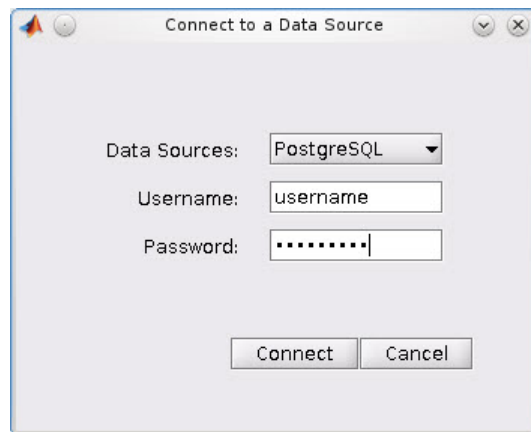 Connect to a Data Source
Data Sources: PostgreSQL
Username: username
Password: •••••••••
Connect Cancel